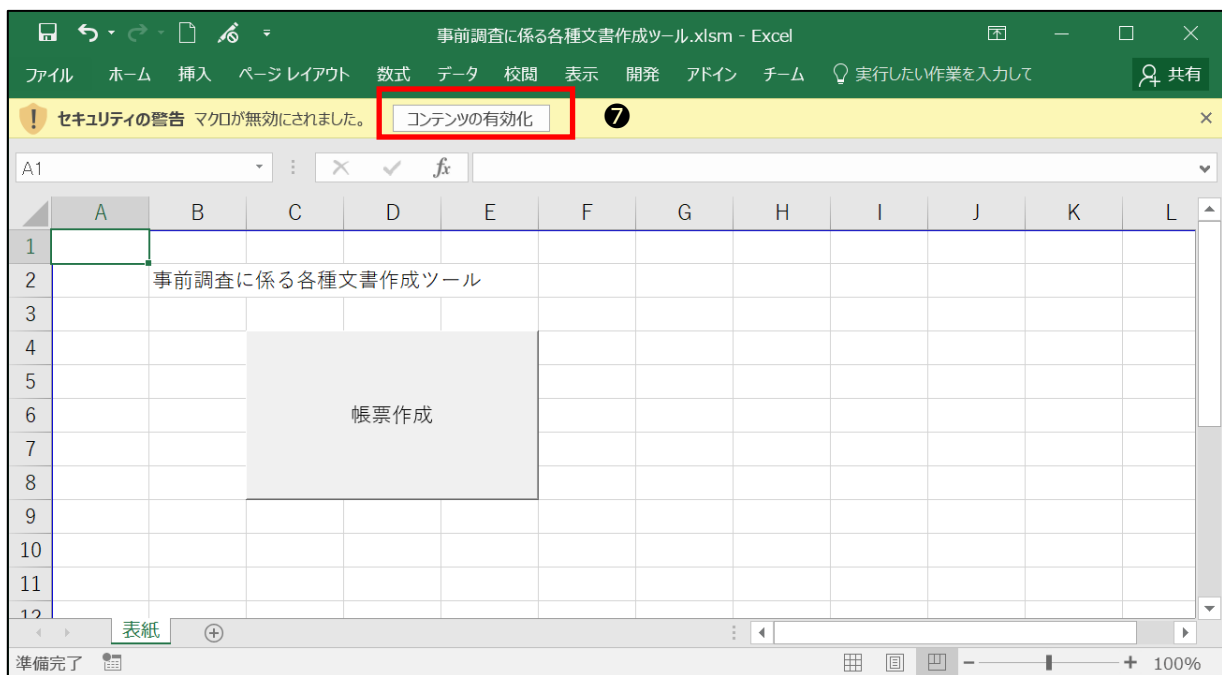 事前調査に係る各種文書作成ツール.xlsm - Excel
ファイル ホーム 挿入 ページ レイアウト 数式 データ 校閲 表示 開発 アドイン チーム 実行したい作業を入力して 共有
! セキュリティの警告 マクロが無効にされました。 コンテンツの有効化 ❼
A1 fx
A B C D E F G H I J K L
1
2 事前調査に係る各種文書作成ツール
3
4
5
6 帳票作成
7
8
9
10
11
12
表紙
準備完了 100%